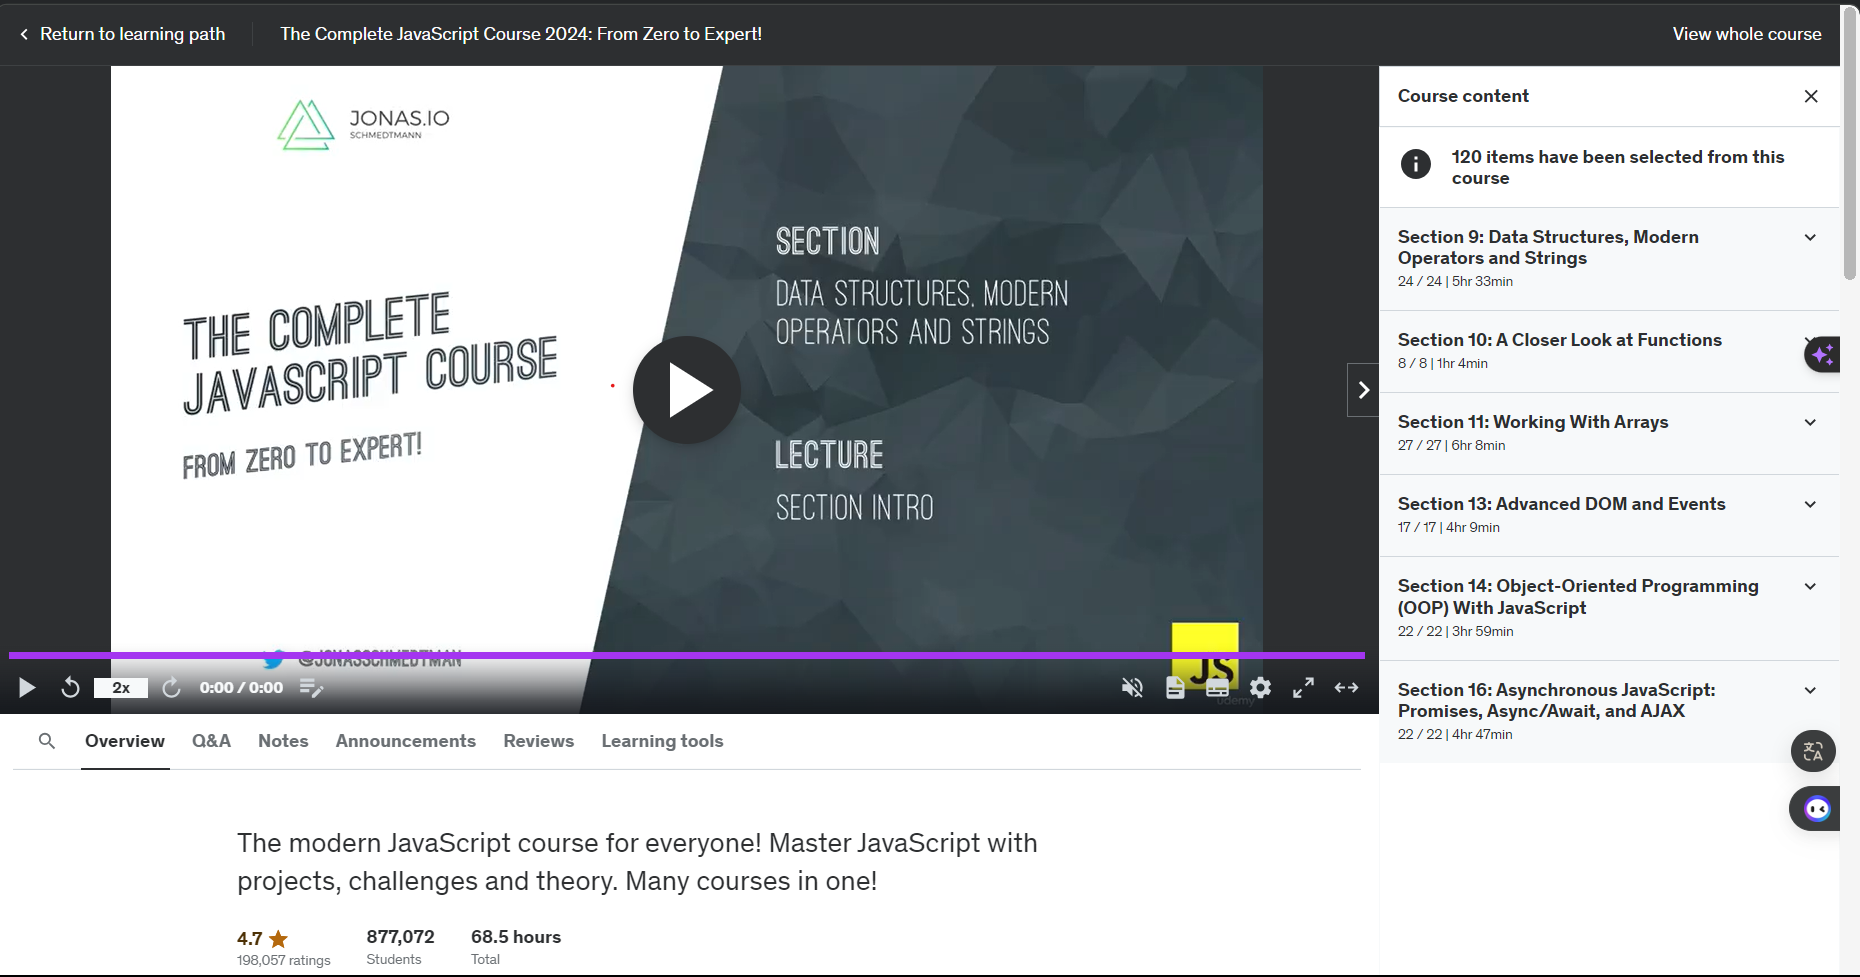 Return to learning path
The Complete JavaScript Course 2024: From Zero to Expert!
View whole course
JONAS.IO
SCHMEDTMANN
THE COMPLETE
JAVASCRIPT COURSE
FROM ZERO TO EXPERT!
SECTION
DATA STRUCTURES, MODERN
OPERATORS AND STRINGS
LECTURE
SECTION INTRO
@JONASSCHMEDTMAN
JS
udemy
2x
0:00 / 0:00
Overview
Q&A
Notes
Announcements
Reviews
Learning tools
The modern JavaScript course for everyone! Master JavaScript with
projects, challenges and theory. Many courses in one!
4.7
198,057 ratings
877,072
Students
68.5 hours
Total
Course content
120 items have been selected from this
course
Section 9: Data Structures, Modern
Operators and Strings
24 / 24 | 5hr 33min
Section 10: A Closer Look at Functions
8 / 8 | 1hr 4min
Section 11: Working With Arrays
27 / 27 | 6hr 8min
Section 13: Advanced DOM and Events
17 / 17 | 4hr 9min
Section 14: Object-Oriented Programming
(OOP) With JavaScript
22 / 22 | 3hr 59min
Section 16: Asynchronous JavaScript:
Promises, Async/Await, and AJAX
22 / 22 | 4hr 47min